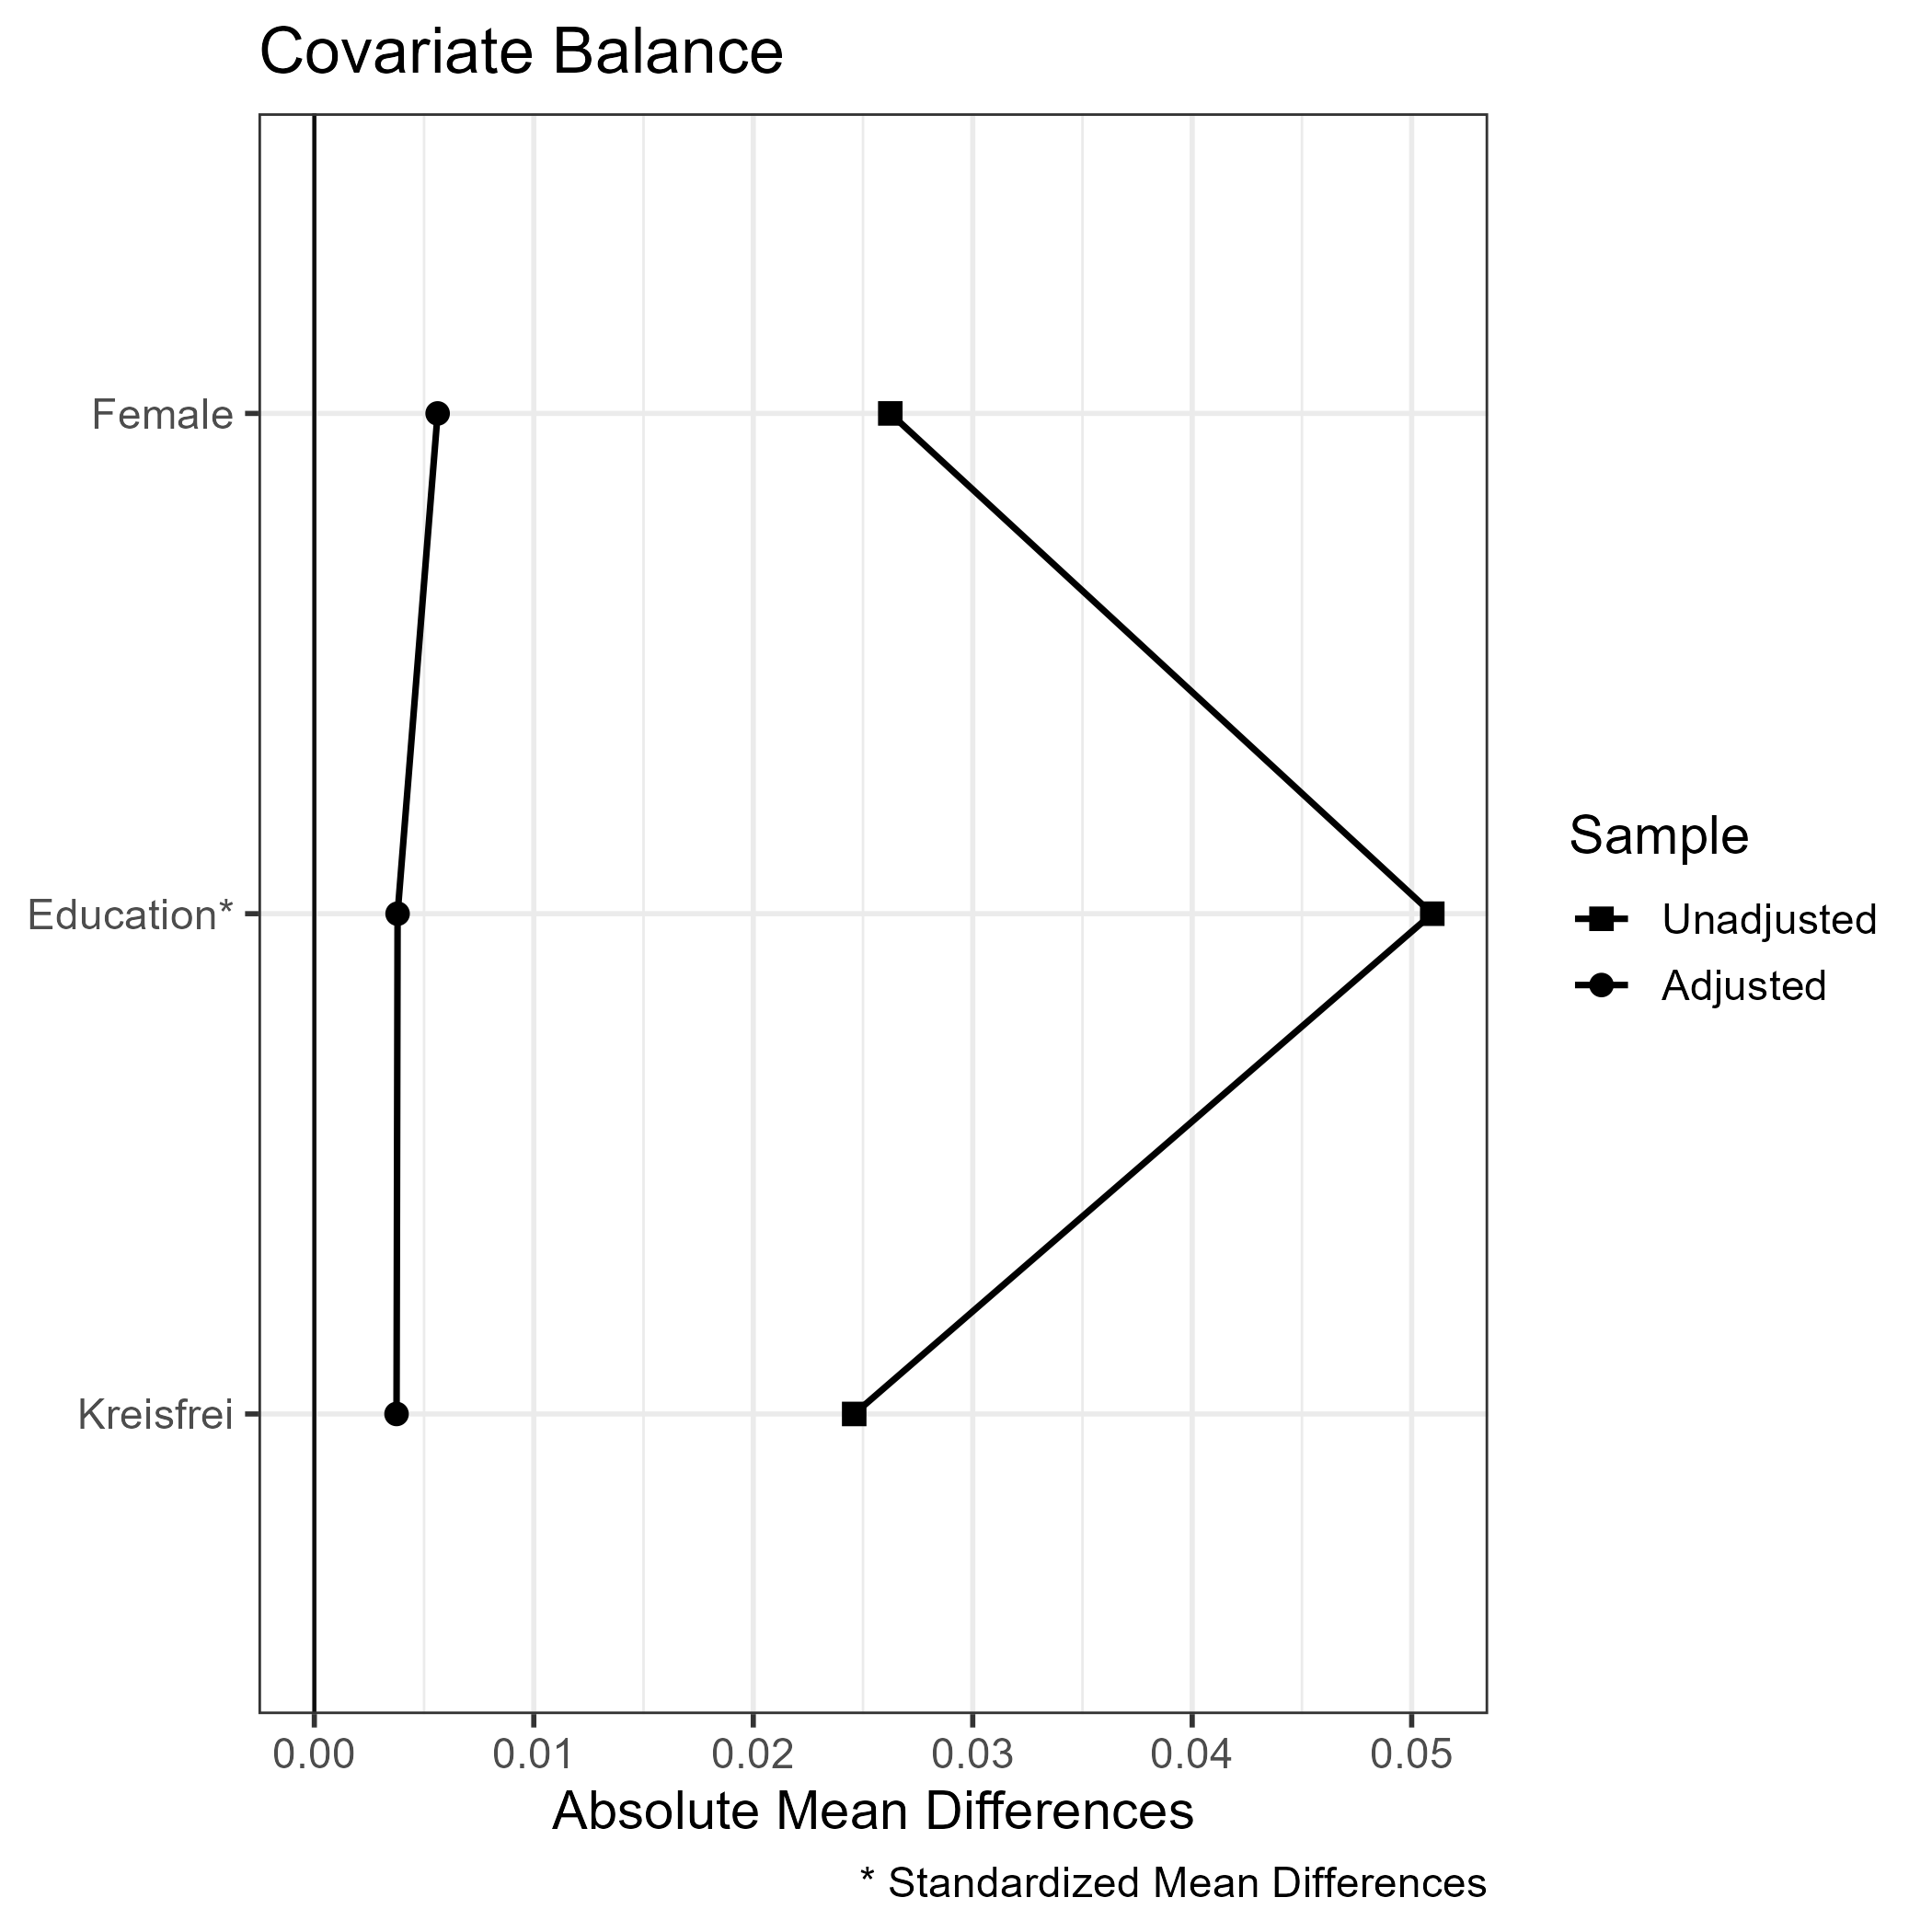 Covariate Balance
Female
Education*
Kreisfrei
0.00 0.01 0.02 0.03 0.04 0.05
Absolute Mean Differences
* Standardized Mean Differences
Sample
Unadjusted
Adjusted